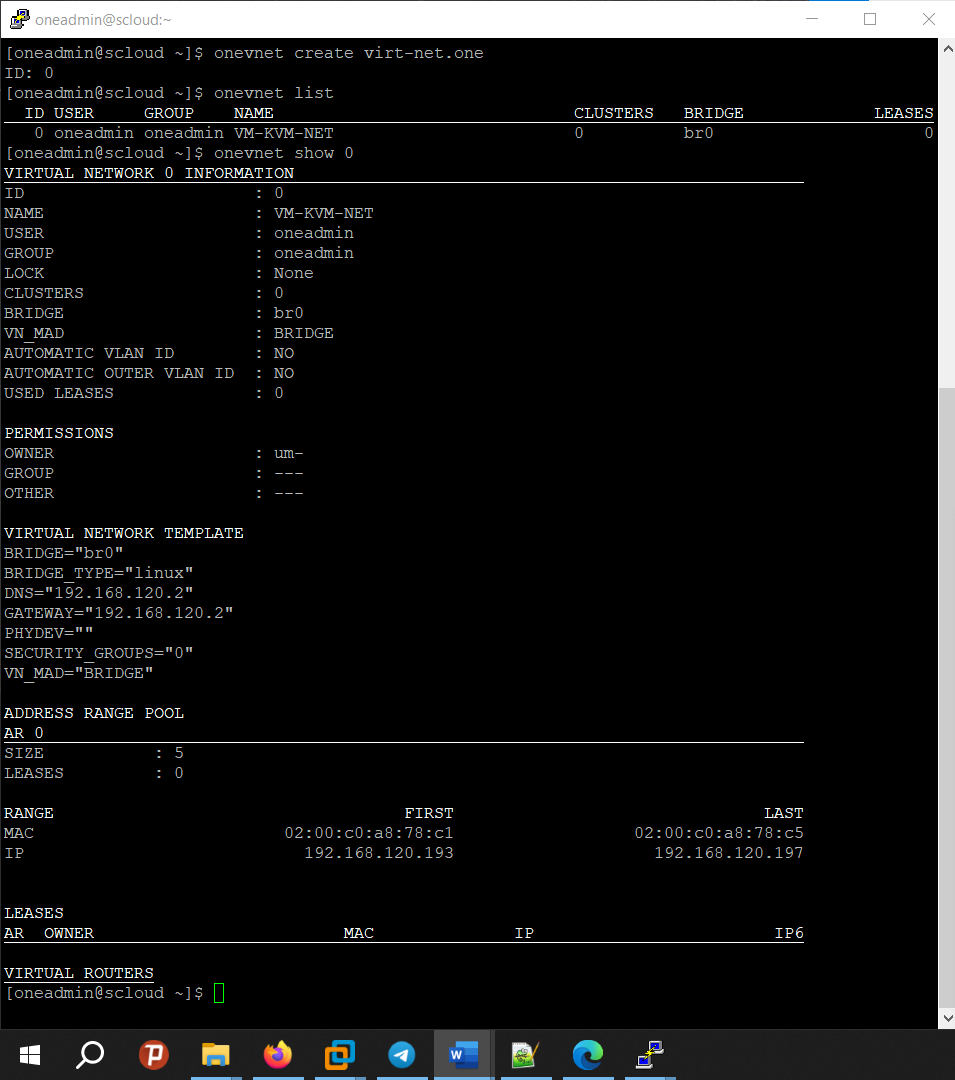 oneadmin@scloud:~
[oneadmin@scloud ~]$ onevnet create virt-net.one
ID: 0
[oneadmin@scloud ~]$ onevnet list
ID USER GROUP NAME CLUSTERS BRIDGE LEASES
0 oneadmin oneadmin VM-KVM-NET 0 br0 0
[oneadmin@scloud ~]$ onevnet show 0
VIRTUAL NETWORK 0 INFORMATION
ID : 0
NAME : VM-KVM-NET
USER : oneadmin
GROUP : oneadmin
LOCK : None
CLUSTERS : 0
BRIDGE : br0
VN_MAD : BRIDGE
AUTOMATIC VLAN ID : NO
AUTOMATIC OUTER VLAN ID : NO
USED LEASES : 0
PERMISSIONS
OWNER : um-
GROUP : ---
OTHER : ---
VIRTUAL NETWORK TEMPLATE
BRIDGE="br0"
BRIDGE_TYPE="linux"
DNS="192.168.120.2"
GATEWAY="192.168.120.2"
PHYDEV=""
SECURITY_GROUPS="0"
VN_MAD="BRIDGE"
ADDRESS RANGE POOL
AR 0
SIZE : 5
LEASES : 0
RANGE FIRST LAST
MAC 02:00:c0:a8:78:c1 02:00:c0:a8:78:c5
IP 192.168.120.193 192.168.120.197
LEASES
AR OWNER MAC IP IP6
VIRTUAL ROUTERS
[oneadmin@scloud ~]$